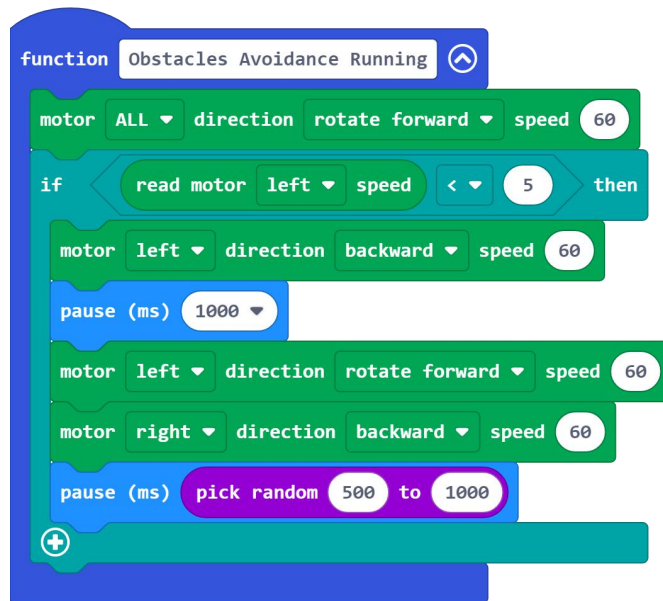 function Obstacles Avoidance Running
motor ALL direction rotate forward speed 60
if read motor left speed < 5 then
motor left direction backward speed 60
pause (ms) 1000
motor left direction rotate forward speed 60
motor right direction backward speed 60
pause (ms) pick random 500 to 1000